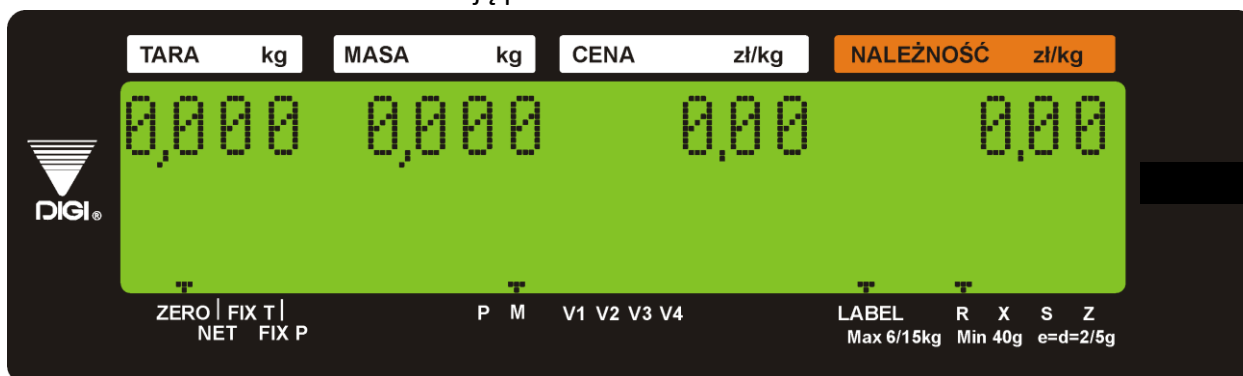 TARA kg MASA kg CENA zł/kg NALEŻNOŚĆ zł/kg
0,000 0,000 0,00 0,00
DIGI®
ZERO FIX T P M V1 V2 V3 V4 LABEL R X S Z
NET FIX P Max 6/15kg Min 40g e=d=2/5g